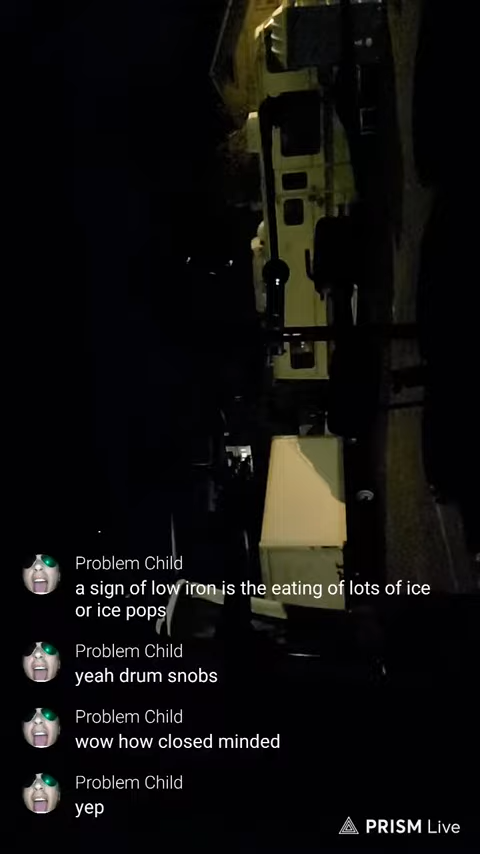 Problem Child
a sign of low iron is the eating of lots of ice
or ice pops
Problem Child
yeah drum snobs
Problem Child
wow how closed minded
Problem Child
yep
PRISM Live